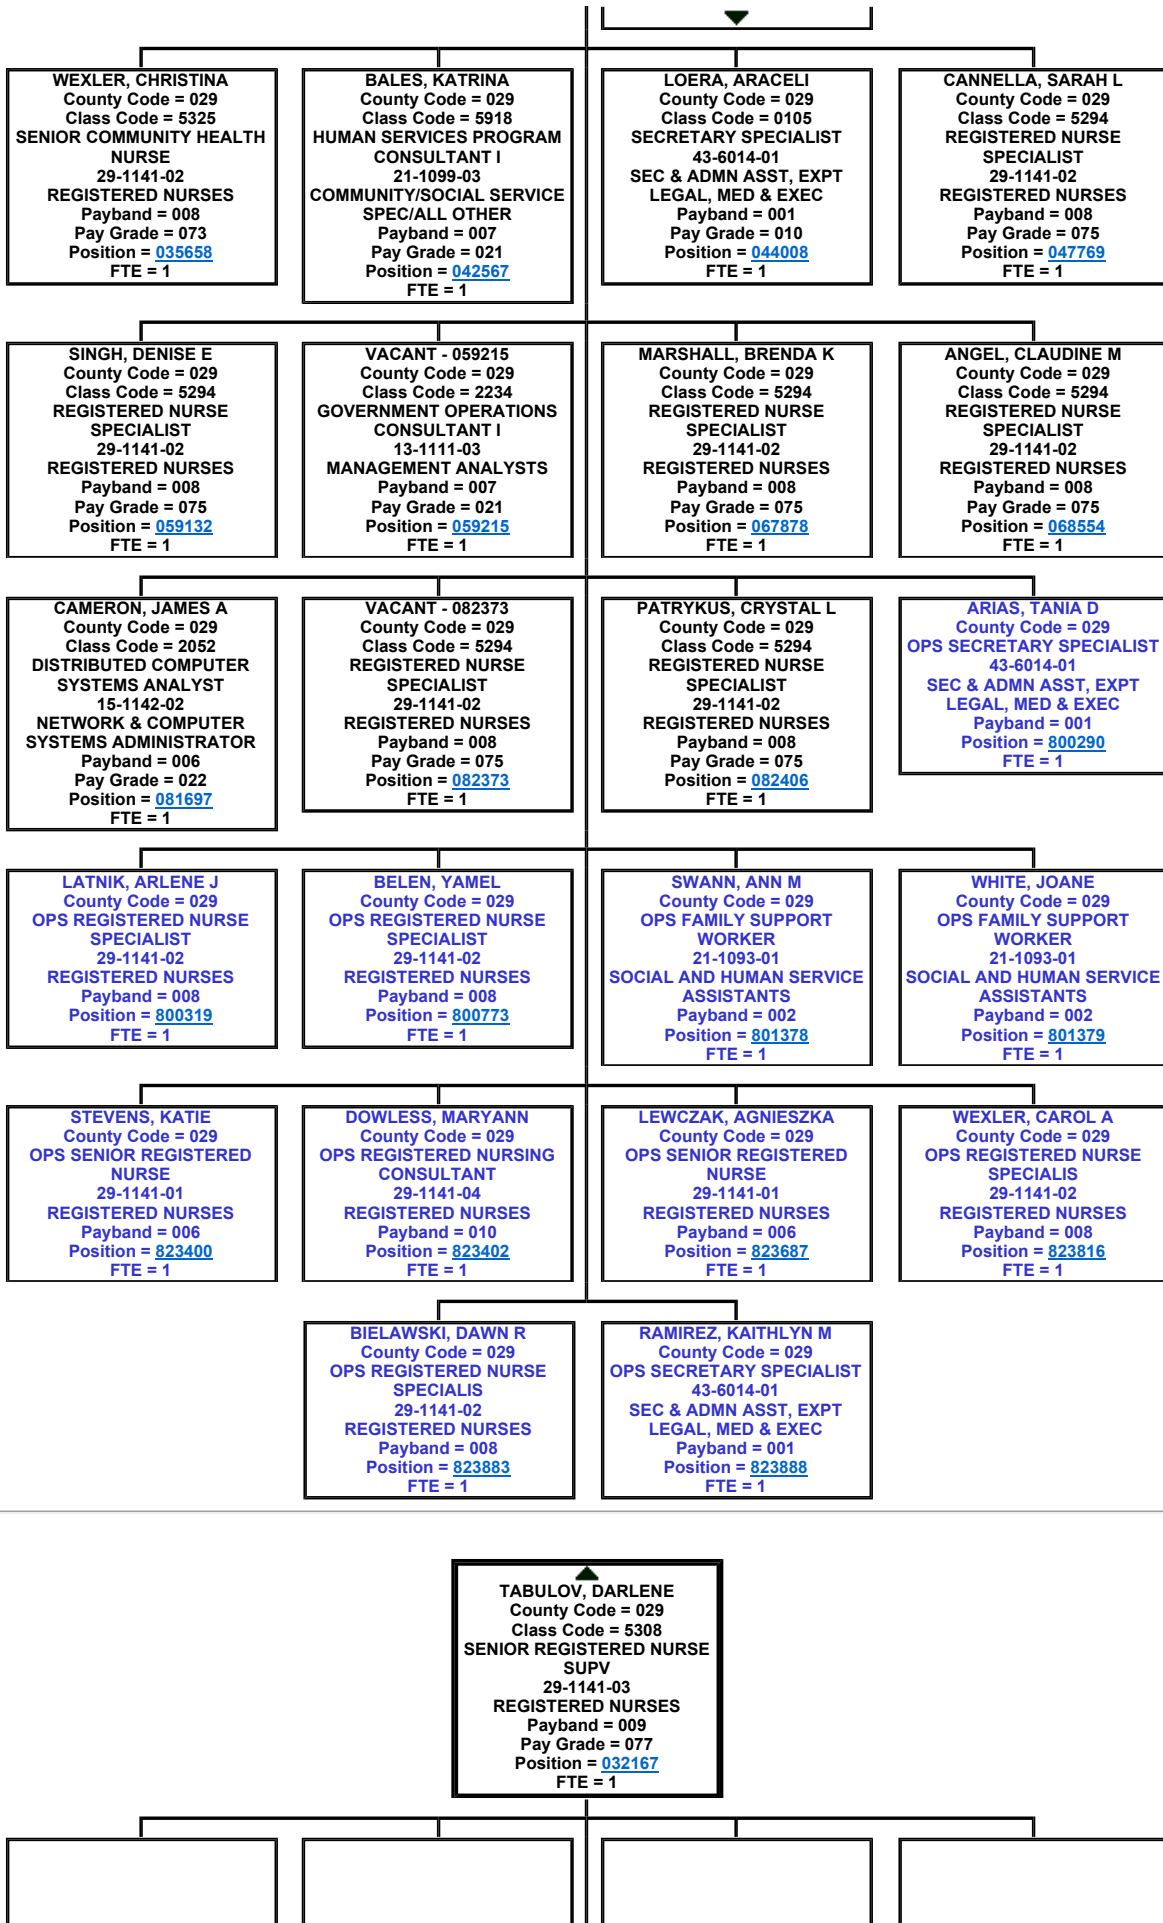 WEXLER, CHRISTINA
County Code = 029
Class Code = 5325
SENIOR COMMUNITY HEALTH
NURSE
29-1141-02
REGISTERED NURSES
Payband = 008
Pay Grade = 073
Position = 035658
FTE = 1
BALES, KATRINA
County Code = 029
Class Code = 5918
HUMAN SERVICES PROGRAM
CONSULTANT I
21-1099-03
COMMUNITY/SOCIAL SERVICE
SPEC/ALL OTHER
Payband = 007
Pay Grade = 021
Position = 042567
FTE = 1
LOERA, ARACELI
County Code = 029
Class Code = 0105
SECRETARY SPECIALIST
43-6014-01
SEC & ADMN ASST, EXPT
LEGAL, MED & EXEC
Payband = 001
Pay Grade = 010
Position = 044008
FTE = 1
CANNELLA, SARAH L
County Code = 029
Class Code = 5294
REGISTERED NURSE
SPECIALIST
29-1141-02
REGISTERED NURSES
Payband = 008
Pay Grade = 075
Position = 047769
FTE = 1
SINGH, DENISE E
County Code = 029
Class Code = 5294
REGISTERED NURSE
SPECIALIST
29-1141-02
REGISTERED NURSES
Payband = 008
Pay Grade = 075
Position = 059132
FTE = 1
VACANT - 059215
County Code = 029
Class Code = 2234
GOVERNMENT OPERATIONS
CONSULTANT I
13-1111-03
MANAGEMENT ANALYSTS
Payband = 007
Pay Grade = 021
Position = 059215
FTE = 1
MARSHALL, BRENDA K
County Code = 029
Class Code = 5294
REGISTERED NURSE
SPECIALIST
29-1141-02
REGISTERED NURSES
Payband = 008
Pay Grade = 075
Position = 067878
FTE = 1
ANGEL, CLAUDINE M
County Code = 029
Class Code = 5294
REGISTERED NURSE
SPECIALIST
29-1141-02
REGISTERED NURSES
Payband = 008
Pay Grade = 075
Position = 068554
FTE = 1
CAMERON, JAMES A
County Code = 029
Class Code = 2052
DISTRIBUTED COMPUTER
SYSTEMS ANALYST
15-1142-02
NETWORK & COMPUTER
SYSTEMS ADMINISTRATOR
Payband = 006
Pay Grade = 022
Position = 081697
FTE = 1
VACANT - 082373
County Code = 029
Class Code = 5294
REGISTERED NURSE
SPECIALIST
29-1141-02
REGISTERED NURSES
Payband = 008
Pay Grade = 075
Position = 082373
FTE = 1
PATRYKUS, CRYSTAL L
County Code = 029
Class Code = 5294
REGISTERED NURSE
SPECIALIST
29-1141-02
REGISTERED NURSES
Payband = 008
Pay Grade = 075
Position = 082406
FTE = 1
ARIAS, TANIA D
County Code = 029
OPS SECRETARY SPECIALIST
43-6014-01
SEC & ADMN ASST, EXPT
LEGAL, MED & EXEC
Payband = 001
Position = 800290
FTE = 1
LATNIK, ARLENE J
County Code = 029
OPS REGISTERED NURSE
SPECIALIST
29-1141-02
REGISTERED NURSES
Payband = 008
Position = 800319
FTE = 1
BELEN, YAMEL
County Code = 029
OPS REGISTERED NURSE
SPECIALIST
29-1141-02
REGISTERED NURSES
Payband = 008
Position = 800773
FTE = 1
SWANN, ANN M
County Code = 029
OPS FAMILY SUPPORT
WORKER
21-1093-01
SOCIAL AND HUMAN SERVICE
ASSISTANTS
Payband = 002
Position = 801378
FTE = 1
WHITE, JOANE
County Code = 029
OPS FAMILY SUPPORT
WORKER
21-1093-01
SOCIAL AND HUMAN SERVICE
ASSISTANTS
Payband = 002
Position = 801379
FTE = 1
STEVENS, KATIE
County Code = 029
OPS SENIOR REGISTERED
NURSE
29-1141-01
REGISTERED NURSES
Payband = 006
Position = 823400
FTE = 1
DOWLESS, MARYANN
County Code = 029
OPS REGISTERED NURSING
CONSULTANT
29-1141-04
REGISTERED NURSES
Payband = 010
Position = 823402
FTE = 1
LEWCZAK, AGNIESZKA
County Code = 029
OPS SENIOR REGISTERED
NURSE
29-1141-01
REGISTERED NURSES
Payband = 006
Position = 823687
FTE = 1
WEXLER, CAROL A
County Code = 029
OPS REGISTERED NURSE
SPECIALIS
29-1141-02
REGISTERED NURSES
Payband = 008
Position = 823816
FTE = 1
BIELAWSKI, DAWN R
County Code = 029
OPS REGISTERED NURSE
SPECIALIS
29-1141-02
REGISTERED NURSES
Payband = 008
Position = 823883
FTE = 1
RAMIREZ, KAITHLYN M
County Code = 029
OPS SECRETARY SPECIALIST
43-6014-01
SEC & ADMN ASST, EXPT
LEGAL, MED & EXEC
Payband = 001
Position = 823888
FTE = 1
TABULOV, DARLENE
County Code = 029
Class Code = 5308
SENIOR REGISTERED NURSE
SUPV
29-1141-03
REGISTERED NURSES
Payband = 009
Pay Grade = 077
Position = 032167
FTE = 1